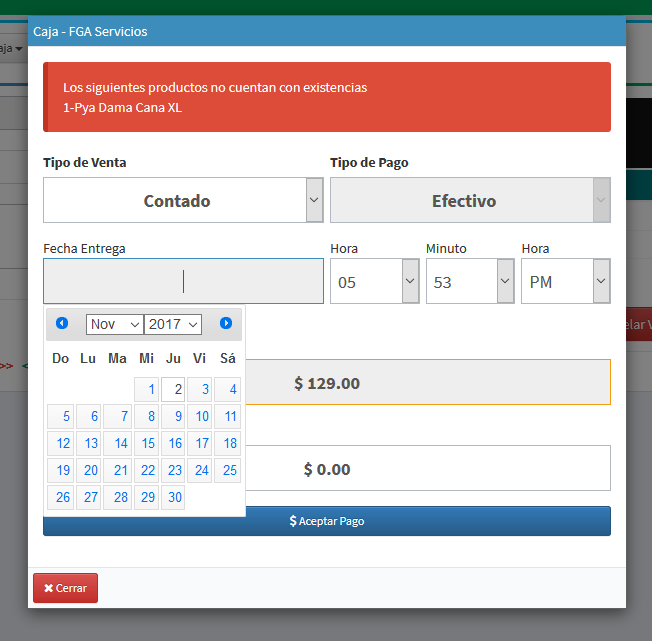 Caja - FGA Servicios
aja
Los siguientes productos no cuentan con existencias
1-Pya Dama Cana XL
Tipo de Venta
Tipo de Pago
Contado
Efectivo
Fecha Entrega
Hora
Minuto
Hora
05
53
PM
Nov
2017
Do Lu Ma Mi Ju Vi Sá
1 2 3 4
5 6 7 8 9 10 11
12 13 14 15 16 17 18
19 20 21 22 23 24 25
26 27 28 29 30
elar V
>> <
$ 129.00
$ 0.00
$ Aceptar Pago
Cerrar